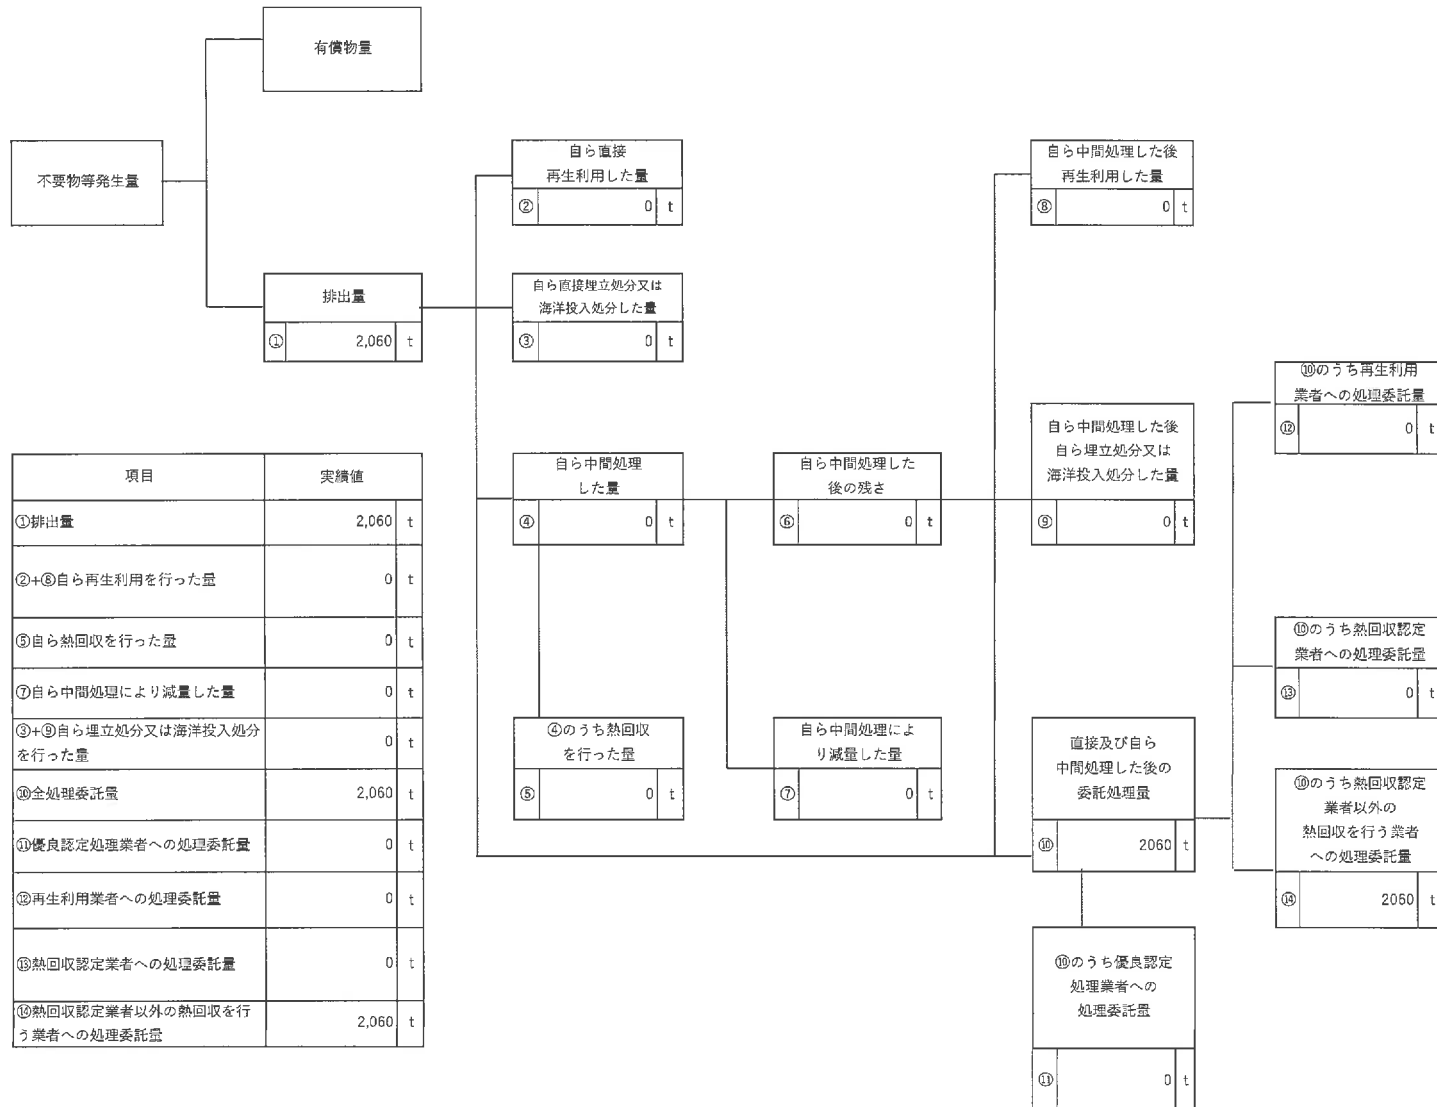 有償物量
不要物等発生量
自ら直接
再生利用した量
② 0 t
自ら中間処理した後
再生利用した量
⑧ 0 t
排出量
① 2,060 t
自ら直接埋立処分又は
海洋投入処分した量
③ 0 t
⑩のうち再生利用
業者への処理委託量
⑫ 0 t
自ら中間処理した後
自ら埋立処分又は
海洋投入処分した量
⑨ 0 t
自ら中間処理
した量
④ 0 t
自ら中間処理した
後の残さ
⑥ 0 t
項目 実績値
①排出量 2,060 t
②+⑧自ら再生利用を行った量 0 t
⑤自ら熱回収を行った量 0 t
⑦自ら中間処理により減量した量 0 t
③+⑨自ら埋立処分又は海洋投入処分
を行った量 0 t
⑩全処理委託量 2,060 t
⑪優良認定処理業者への処理委託量 0 t
⑫再生利用業者への処理委託量 0 t
⑬熱回収認定業者への処理委託量 0 t
⑭熱回収認定業者以外の熱回収を行
う業者への処理委託量 2,060 t
④のうち熱回収
を行った量
⑤ 0 t
自ら中間処理によ
り減量した量
⑦ 0 t
直接及び自ら
中間処理した後の
委託処理量
⑩ 2060 t
⑩のうち熱回収認定
業者への処理委託量
⑬ 0 t
⑩のうち熱回収認定
業者以外の
熱回収を行う業者
への処理委託量
⑭ 2060 t
⑩のうち優良認定
処理業者への
処理委託量
⑪ 0 t